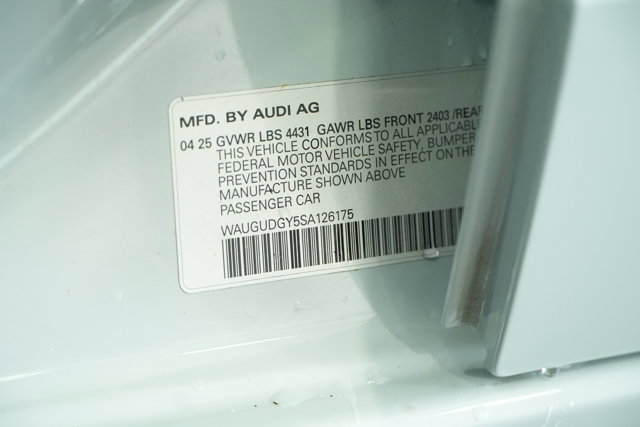 MFD. BY AUDI AG
04 25 GVWR LBS 4431 GAWR LBS FRONT 2403 /REAR
THIS VEHICLE CONFORMS TO ALL APPLICABLE
FEDERAL MOTOR VEHICLE SAFETY, BUMPER
PREVENTION STANDARDS IN EFFECT ON THE
MANUFACTURE SHOWN ABOVE
PASSENGER CAR
WAUGUDGY5SA126175